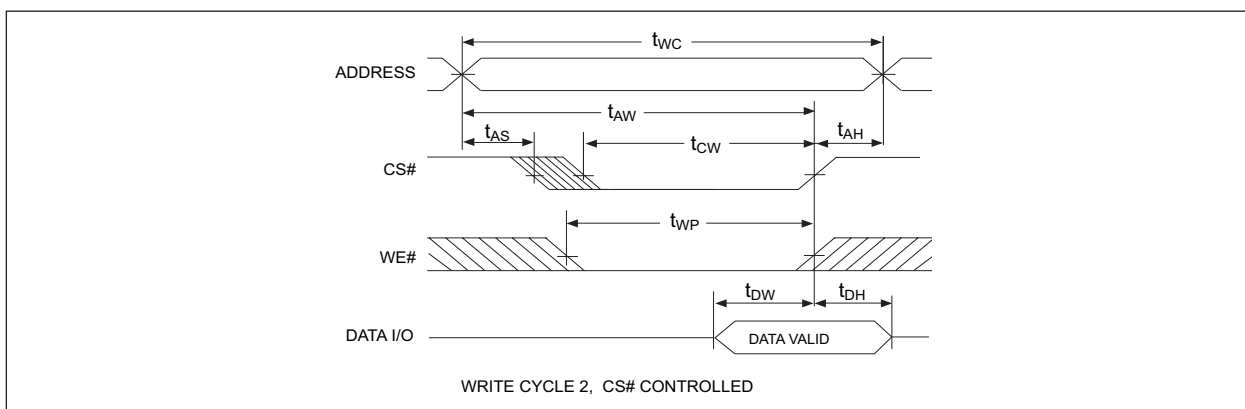 tWC
ADDRESS
tAW
tAS
tCW
tAH
CS#
tWP
WE#
tDW
tDH
DATA I/O
DATA VALID
WRITE CYCLE 2, CS# CONTROLLED